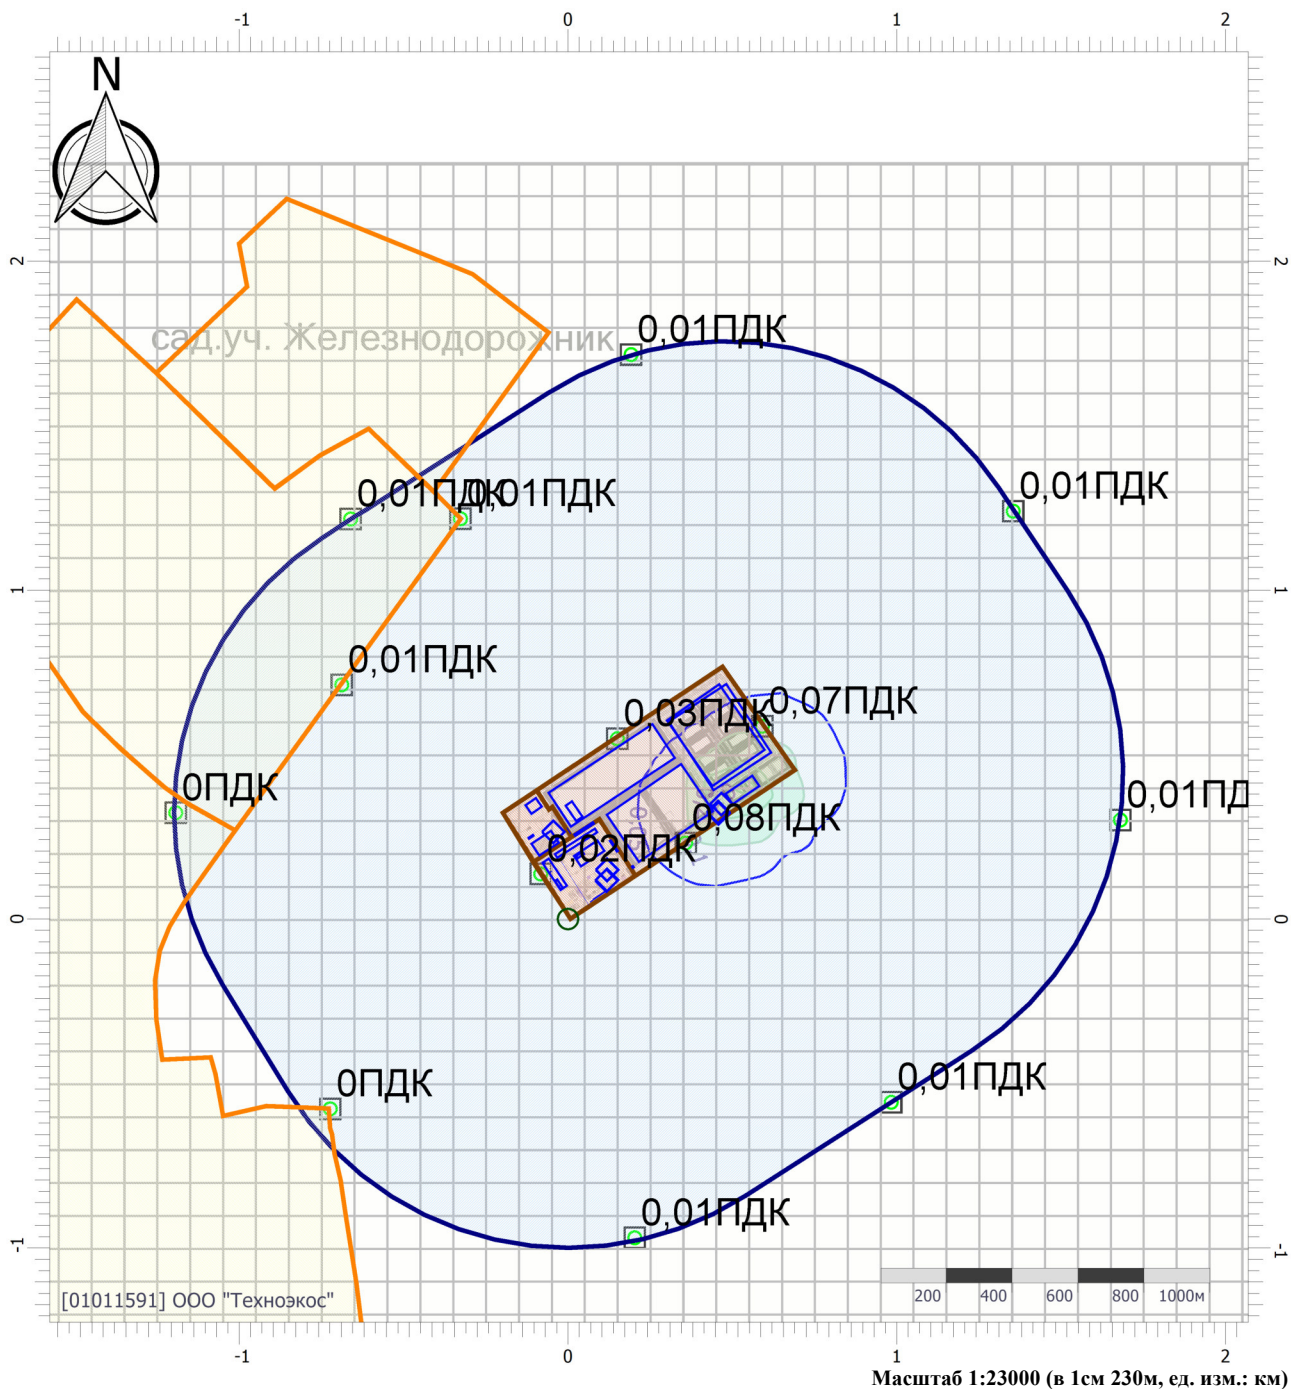 -1 0 1 2
N
2 2
сад.уч. Железнодорожник
0,01ПДК
0,01ПДК
0,01ПДК 0,01ПДК
1 1
0,01ПДК
0,07ПДК
0,03ПДК
0ПДК
0,01ПД
0,08ПДК
0,02ПДК
0 0
0ПДК
0,01ПДК
0,01ПДК
-1 -1
200 400 600 800 1000м
[01011591] ООО "Техноэкос"
-1 0 1 2
Масштаб 1:23000 (в 1см 230м, ед. изм.: км)